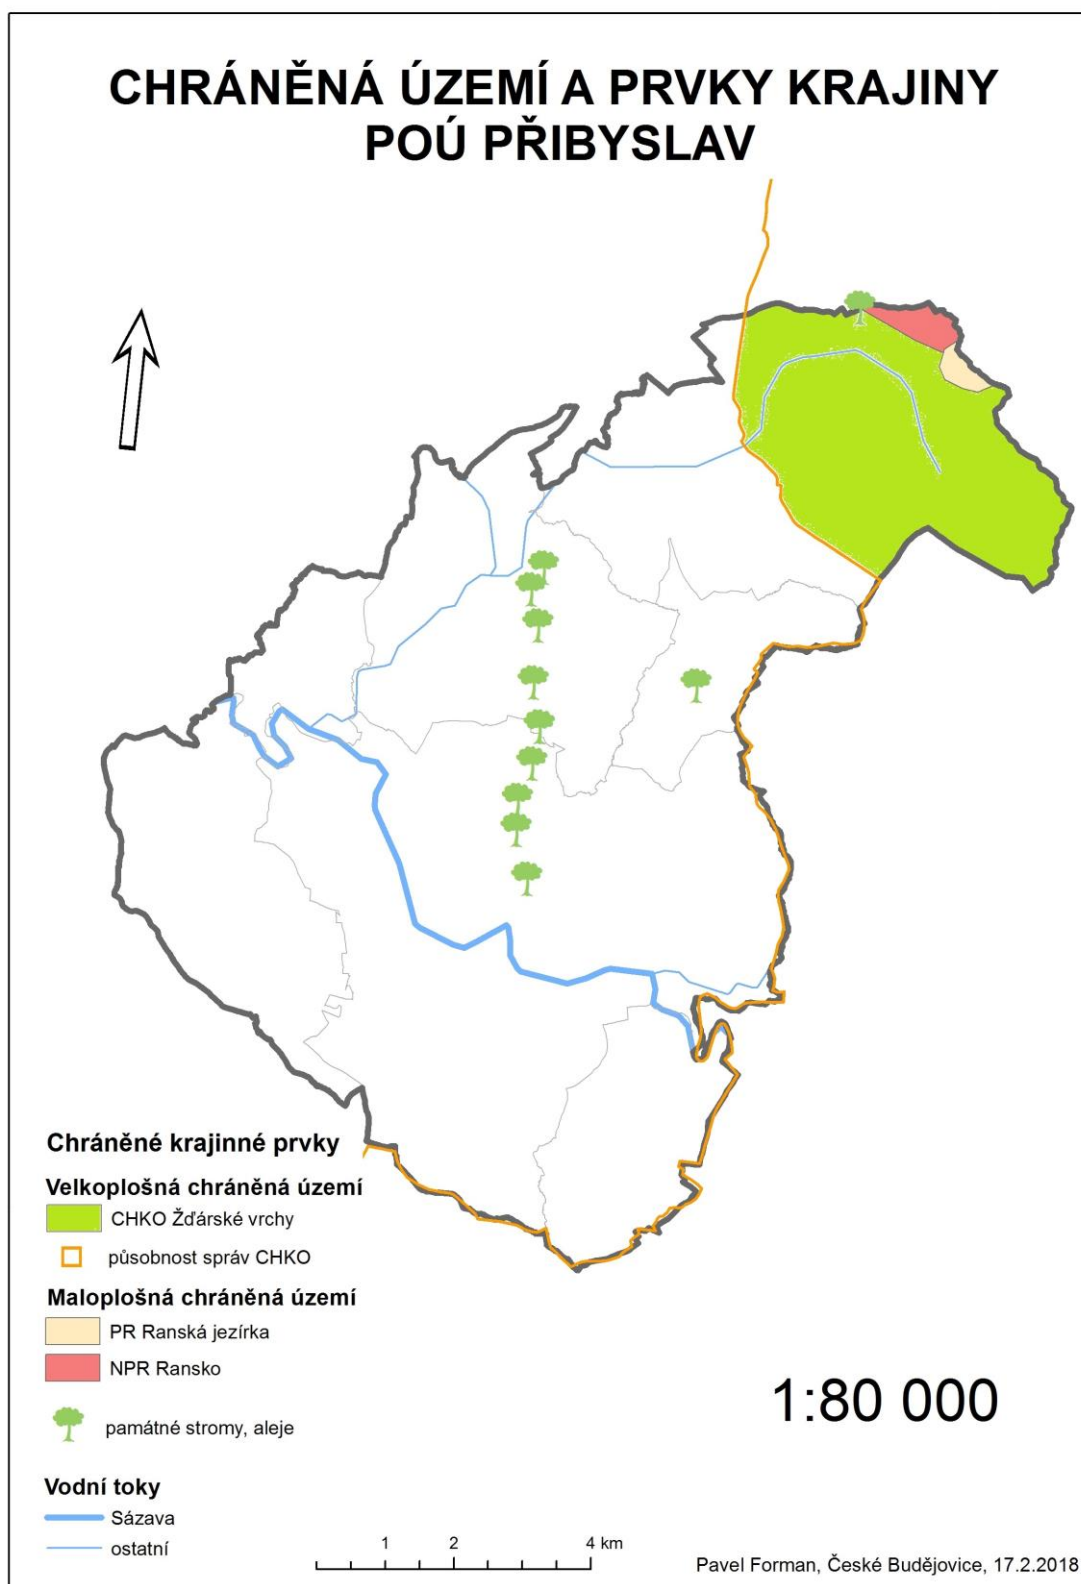 CHRÁNĚNÁ ÚZEMÍ A PRVKY KRAJINY
POÚ PŘIBYSLAV
Chráněné krajinné prvky
Velkoplošná chráněná území
CHKO Žďárské vrchy
působnost správ CHKO
Maloplošná chráněná území
PR Ranská jezírka
NPR Ransko
památné stromy, aleje
Vodní toky
Sázava
ostatní
1:80 000
1 2 4 km
Pavel Forman, České Budějovice, 17.2.2018